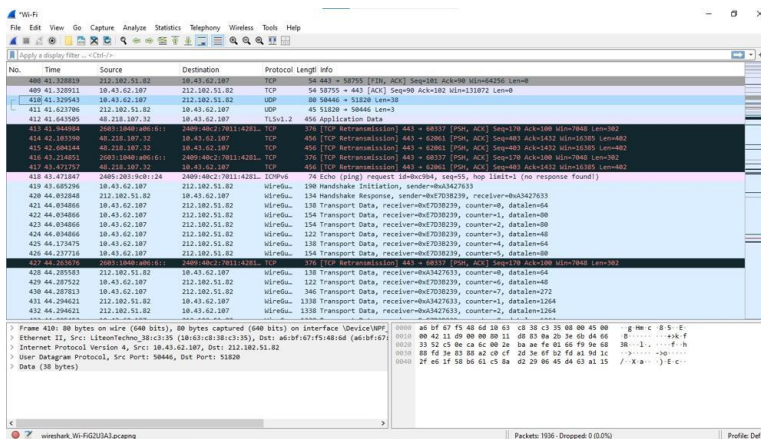 *Wi-Fi
File Edit View Go Capture Analyze Statistics Telephony Wireless Tools Help
Apply a display filter ... <Ctrl-/>
No. Time Source Destination Protocol Lengtl Info
408 41.328819 212.102.51.82 10.43.62.107 TCP 54 443 → 58755 [FIN, ACK] Seq=101 Ack=90 Win=64256 Len=0
409 41.328911 10.43.62.107 212.102.51.82 TCP 54 58755 → 443 [ACK] Seq=90 Ack=102 Win=131072 Len=0
410 41.329543 10.43.62.107 212.102.51.82 UDP 80 50446 → 51820 Len=38
411 41.623706 212.102.51.82 10.43.62.107 UDP 45 51820 → 50446 Len=3
412 41.643505 48.218.107.32 10.43.62.107 TLSv1.2 456 Application Data
413 41.944984 2603:1040:a06:6:: 2409:40c2:7011:4281… TCP 376 [TCP Retransmission] 443 → 60337 [PSH, ACK] Seq=170 Ack=100 Win=7048 Len=302
414 42.103390 48.218.107.32 10.43.62.107 TCP 456 [TCP Retransmission] 443 → 62061 [PSH, ACK] Seq=403 Ack=1432 Win=16385 Len=402
415 42.604144 48.218.107.32 10.43.62.107 TCP 456 [TCP Retransmission] 443 → 62061 [PSH, ACK] Seq=403 Ack=1432 Win=16385 Len=402
416 43.214851 2603:1040:a06:6:: 2409:40c2:7011:4281… TCP 376 [TCP Retransmission] 443 → 60337 [PSH, ACK] Seq=170 Ack=100 Win=7048 Len=302
417 43.471757 48.218.107.32 10.43.62.107 TCP 456 [TCP Retransmission] 443 → 62061 [PSH, ACK] Seq=403 Ack=1432 Win=16385 Len=402
418 43.471847 2405:203:9c0::24 2409:40c2:7011:4281… ICMPv6 74 Echo (ping) request id=0xc9b4, seq=55, hop limit=1 (no response found!)
419 43.685296 10.43.62.107 212.102.51.82 WireGu… 190 Handshake Initiation, sender=0xA3427633
420 44.032848 212.102.51.82 10.43.62.107 WireGu… 134 Handshake Response, sender=0xE7D3B239, receiver=0xA3427633
421 44.034866 10.43.62.107 212.102.51.82 WireGu… 138 Transport Data, receiver=0xE7D3B239, counter=0, datalen=64
422 44.034866 10.43.62.107 212.102.51.82 WireGu… 154 Transport Data, receiver=0xE7D3B239, counter=1, datalen=80
423 44.034866 10.43.62.107 212.102.51.82 WireGu… 154 Transport Data, receiver=0xE7D3B239, counter=2, datalen=80
424 44.034866 10.43.62.107 212.102.51.82 WireGu… 122 Transport Data, receiver=0xE7D3B239, counter=3, datalen=48
425 44.173475 10.43.62.107 212.102.51.82 WireGu… 138 Transport Data, receiver=0xE7D3B239, counter=4, datalen=64
426 44.237716 10.43.62.107 212.102.51.82 WireGu… 154 Transport Data, receiver=0xE7D3B239, counter=5, datalen=80
427 44.263676 2603:1040:a06:6:: 2409:40c2:7011:4281… TCP 376 [TCP Retransmission] 443 → 60337 [PSH, ACK] Seq=170 Ack=100 Win=7048 Len=302
428 44.285583 212.102.51.82 10.43.62.107 WireGu… 138 Transport Data, receiver=0xA3427633, counter=0, datalen=64
429 44.287522 10.43.62.107 212.102.51.82 WireGu… 122 Transport Data, receiver=0xE7D3B239, counter=6, datalen=48
430 44.287813 10.43.62.107 212.102.51.82 WireGu… 346 Transport Data, receiver=0xE7D3B239, counter=7, datalen=272
431 44.294621 212.102.51.82 10.43.62.107 WireGu… 1338 Transport Data, receiver=0xA3427633, counter=1, datalen=1264
432 44.294621 212.102.51.82 10.43.62.107 WireGu… 1338 Transport Data, receiver=0xA3427633, counter=2, datalen=1264
> Frame 410: 80 bytes on wire (640 bits), 80 bytes captured (640 bits) on interface \Device\NPF_
> Ethernet II, Src: LiteonTechno_38:c3:35 (10:63:c8:38:c3:35), Dst: a6:bf:67:f5:48:6d (a6:bf:67:
> Internet Protocol Version 4, Src: 10.43.62.107, Dst: 212.102.51.82
> User Datagram Protocol, Src Port: 50446, Dst Port: 51820
> Data (38 bytes)
0000 a6 bf 67 f5 48 6d 10 63 c8 38 c3 35 08 00 45 00 ··g·Hm·c ·8·5··E·
0010 00 42 11 d9 00 00 80 11 d8 83 0a 2b 3e 6b d4 66 ·B······ ···+>k·f
0020 33 52 c5 0e ca 6c 00 2e ba ae fe 01 66 f9 9e 68 3R···l·. ····f··h
0030 88 fd 3e 83 88 a2 c0 cf 2d 3e 6f b2 fd a1 9d 1c ··>····· ->o·····
0040 2f e6 1f 58 b6 61 c5 8a d2 29 06 45 d4 63 a1 15 /··X·a·· ·)·E·c··
wireshark_Wi-FiG2U3A3.pcapng
Packets: 1936 · Dropped: 0 (0.0%)
Profile: Def